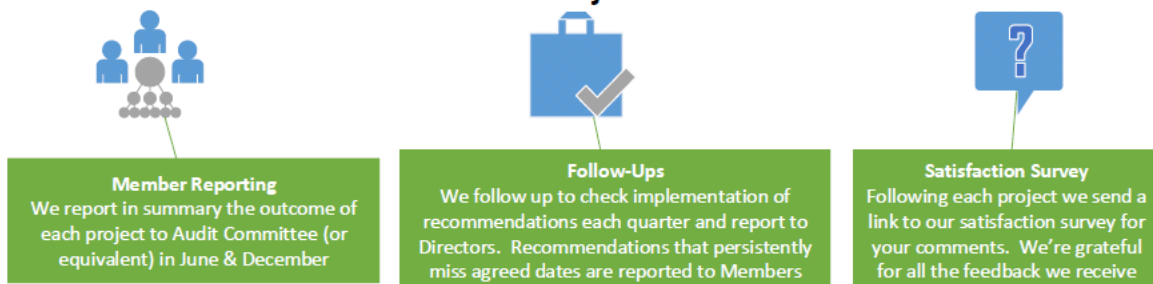 Member Reporting
We report in summary the outcome of
each project to Audit Committee (or
equivalent) in June & December
Follow-Ups
We follow up to check implementation of
recommendations each quarter and report to
Directors.  Recommendations that persistently
miss agreed dates are reported to Members
?
Satisfaction Survey
Following each project we send a
link to our satisfaction survey for
your comments.  We're grateful
for all the feedback we receive